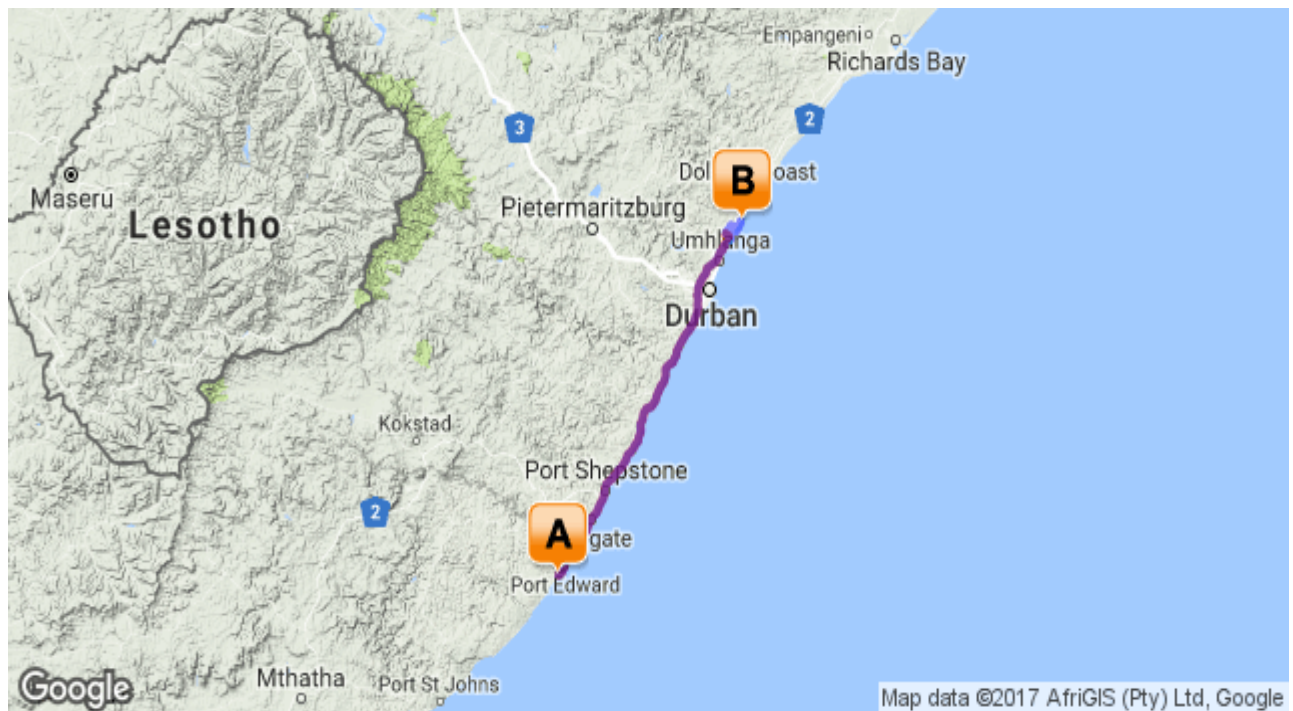 Empangeni
Richards Bay
2
3
Dol
oast
B
Maseru
Lesotho
Pietermaritzburg
Umhlanga
Durban
Kokstad
Port Shepstone
2
A
gate
Port Edward
Mthatha
Port St Johns
Google
Map data ©2017 AfriGIS (Pty) Ltd, Google